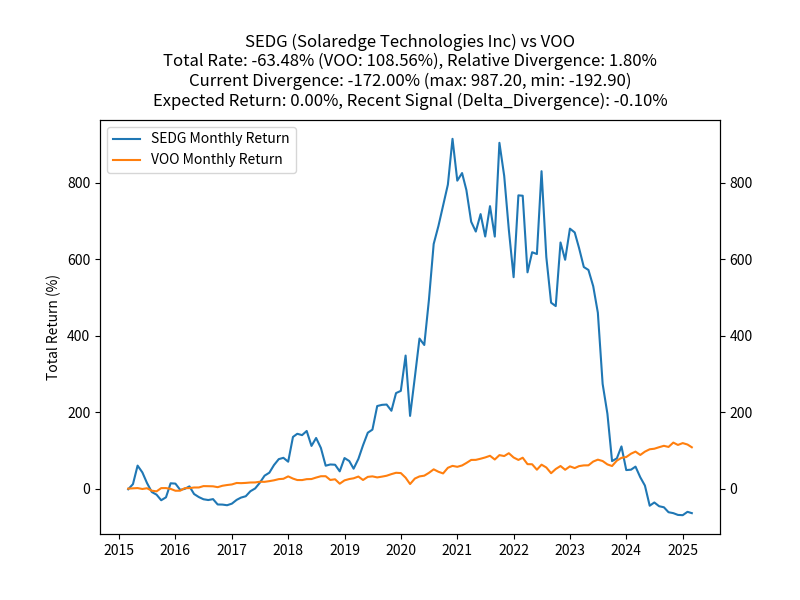 SEDG (Solaredge Technologies Inc) vs VOO
Total Rate: -63.48% (VOO: 108.56%), Relative Divergence: 1.80%
Current Divergence: -172.00% (max: 987.20, min: -192.90)
Expected Return: 0.00%, Recent Signal (Delta_Divergence): -0.10%
SEDG Monthly Return
VOO Monthly Return
Total Return (%)
800 800
600 600
400 400
200 200
0 0
2015 2016 2017 2018 2019 2020 2021 2022 2023 2024 2025